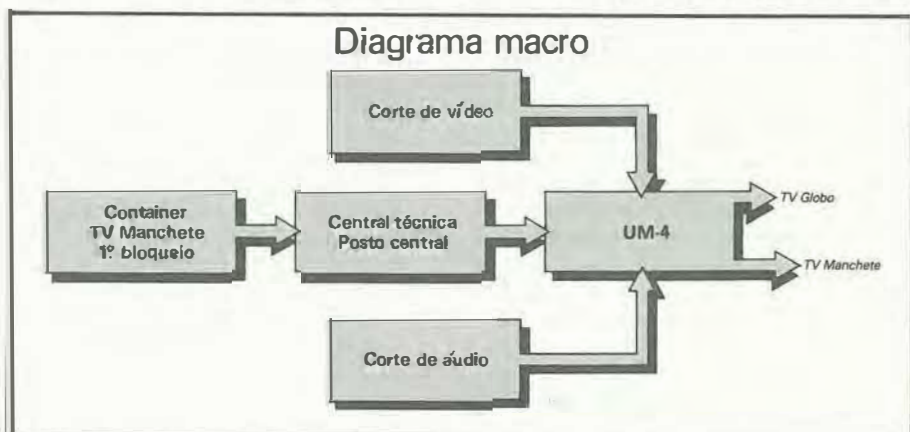 Diagrama macro
Corte de vídeo
Container
TV Manchete
1º bloqueio
Central técnica
Posto central
UM-4
TV Globo
TV Manchete
Corte de áudio